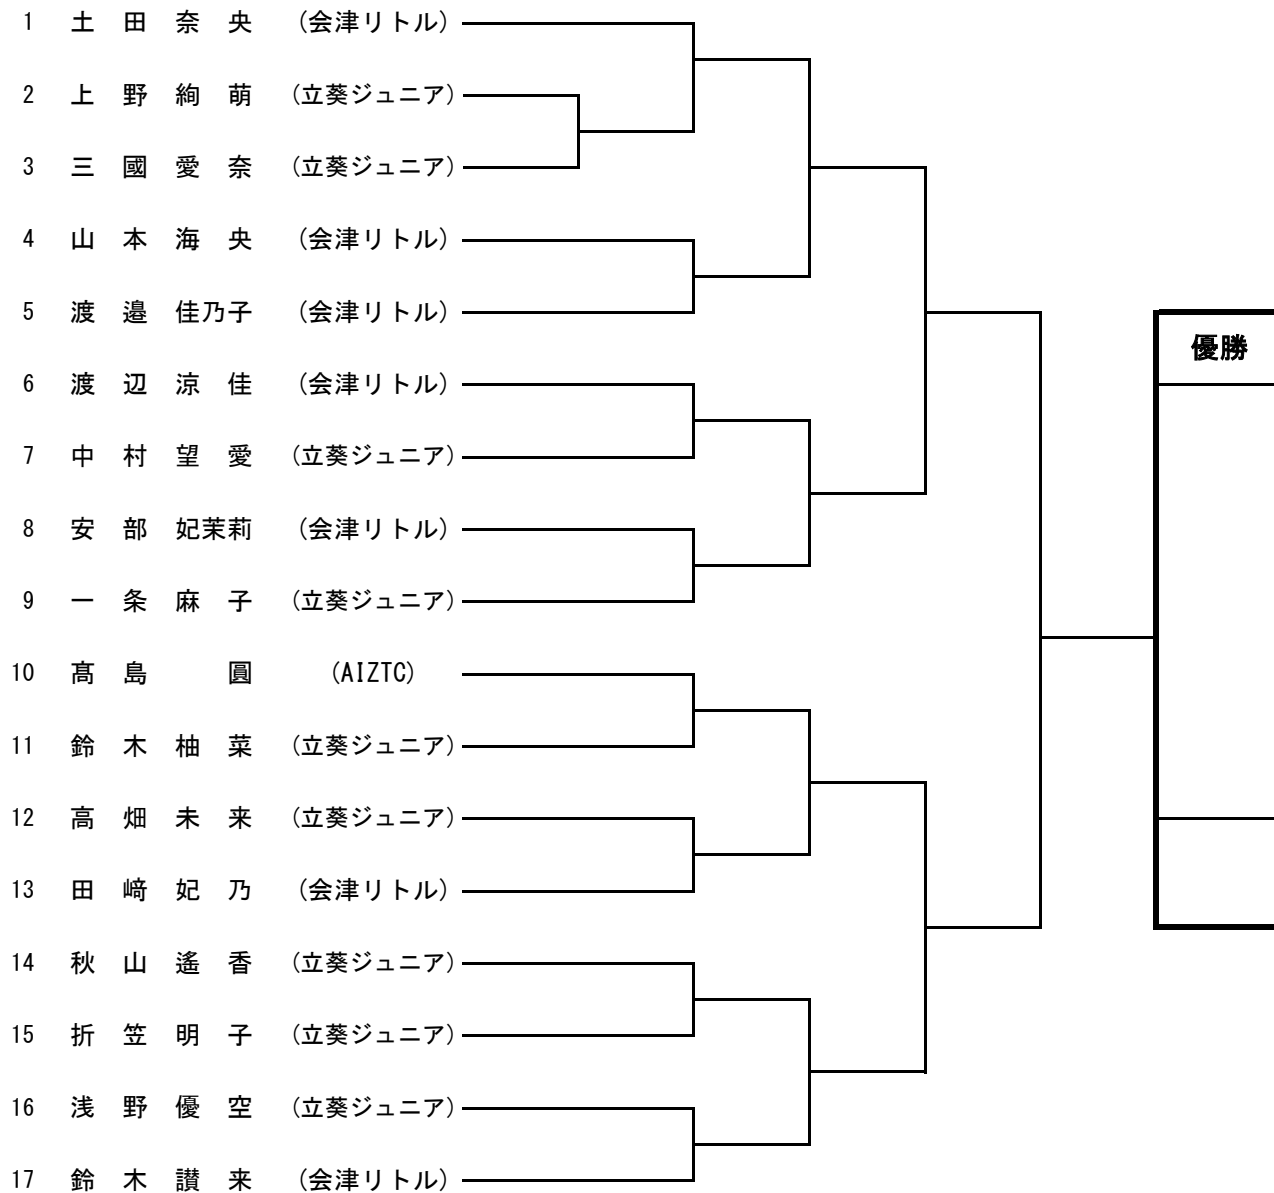 1 土 田 奈 央 (会津リトル)
2 上 野 絢 萌 (立葵ジュニア)
3 三 國 愛 奈 (立葵ジュニア)
4 山 本 海 央 (会津リトル)
5 渡 邉 佳乃子 (会津リトル)
優勝
6 渡 辺 涼 佳 (会津リトル)
7 中 村 望 愛 (立葵ジュニア)
8 安 部 妃茉莉 (会津リトル)
9 一 条 麻 子 (立葵ジュニア)
10 髙 島 圓 (AIZTC)
11 鈴 木 柚 菜 (立葵ジュニア)
12 高 畑 未 来 (立葵ジュニア)
13 田 﨑 妃 乃 (会津リトル)
14 秋 山 遙 香 (立葵ジュニア)
15 折 笠 明 子 (立葵ジュニア)
16 浅 野 優 空 (立葵ジュニア)
17 鈴 木 讃 来 (会津リトル)